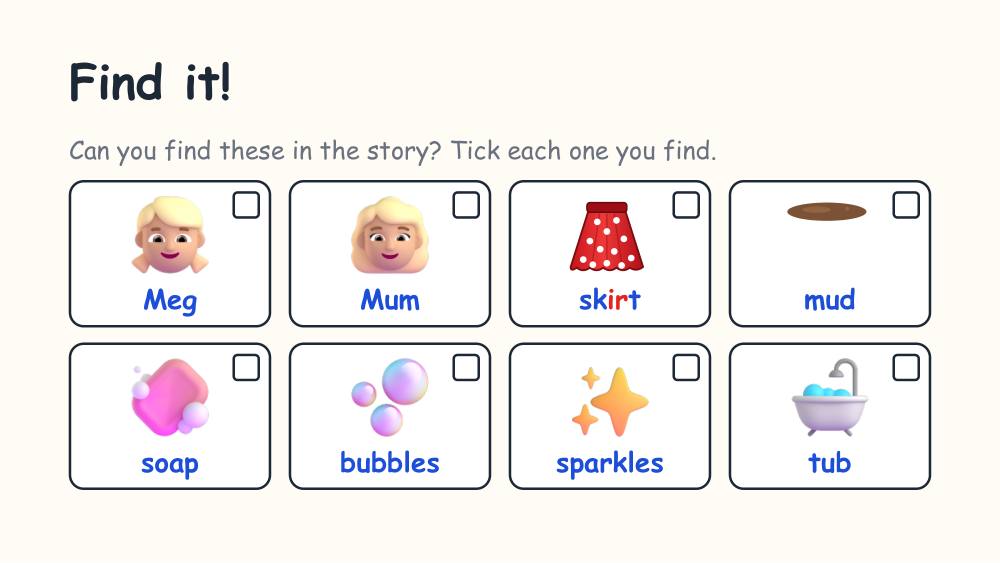 Find it!
Can you find these in the story? Tick each one you find.
Meg Mum skirt mud
soap bubbles sparkles tub